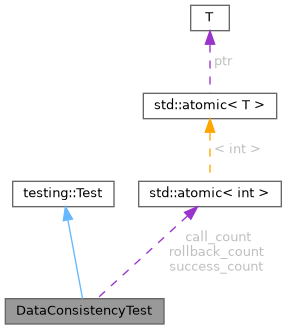 T
ptr
std::atomic< T >
< int >
testing::Test
std::atomic< int >
call_count
rollback_count
success_count
DataConsistencyTest